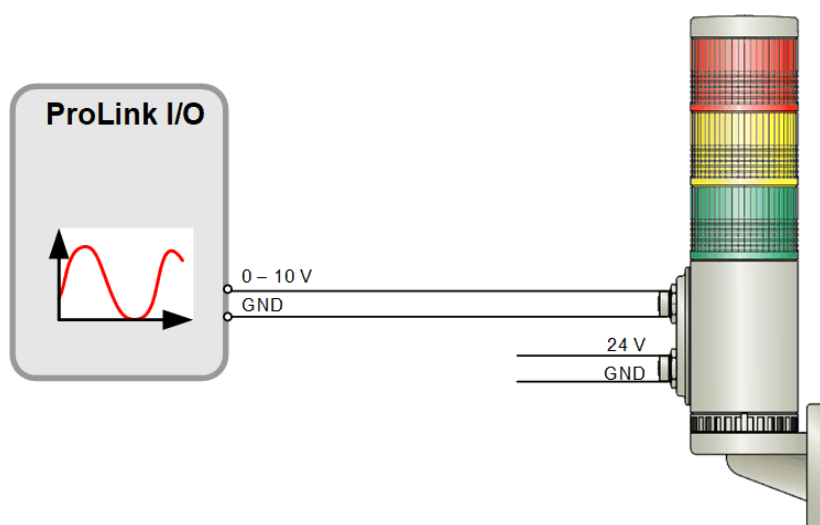 ProLink I/O
0 – 10 V
GND
24 V
GND